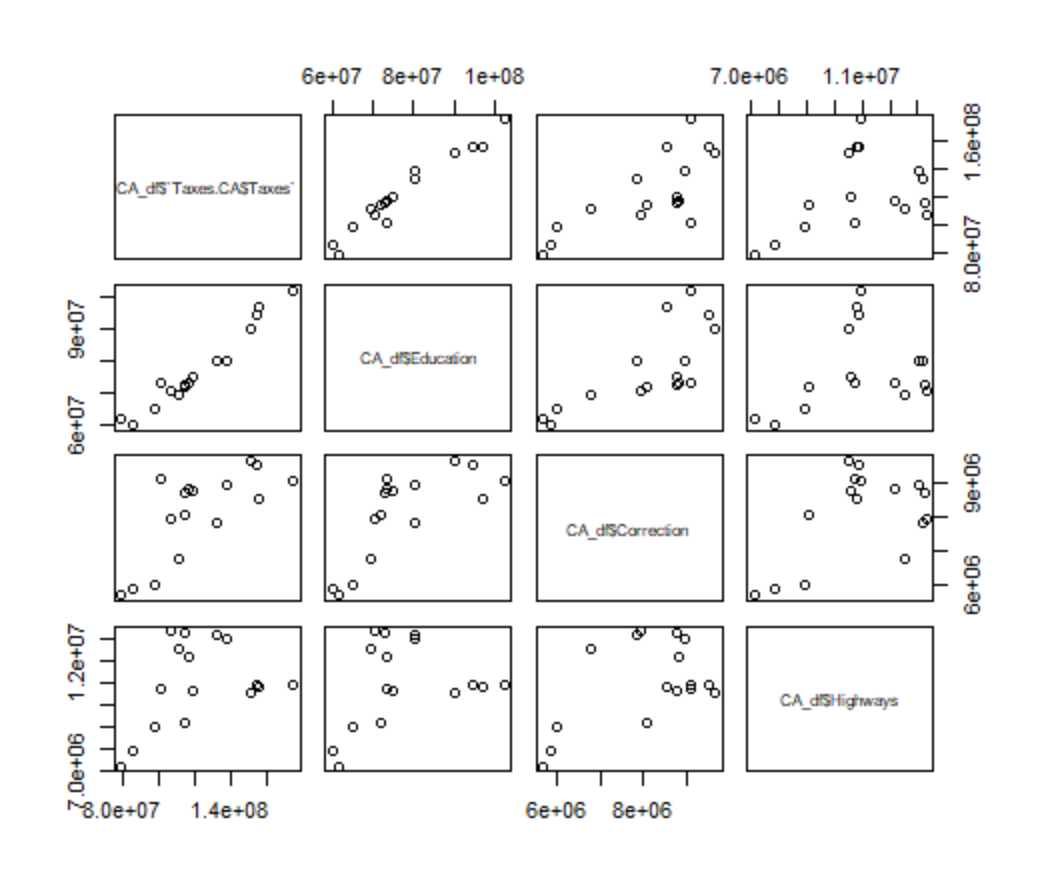 6e+07 8e+07 1e+08 7.0e+06 1.1e+07
CA_df$`Taxes.CA$Taxes`
8.0e+07 1.6e+08
6e+07 9e+07
CA_df$Education
CA_df$Correction
6e+06 9e+06
7.0e+06 1.2e+07
CA_df$Highways
8.0e+07 1.4e+08 6e+06 8e+06